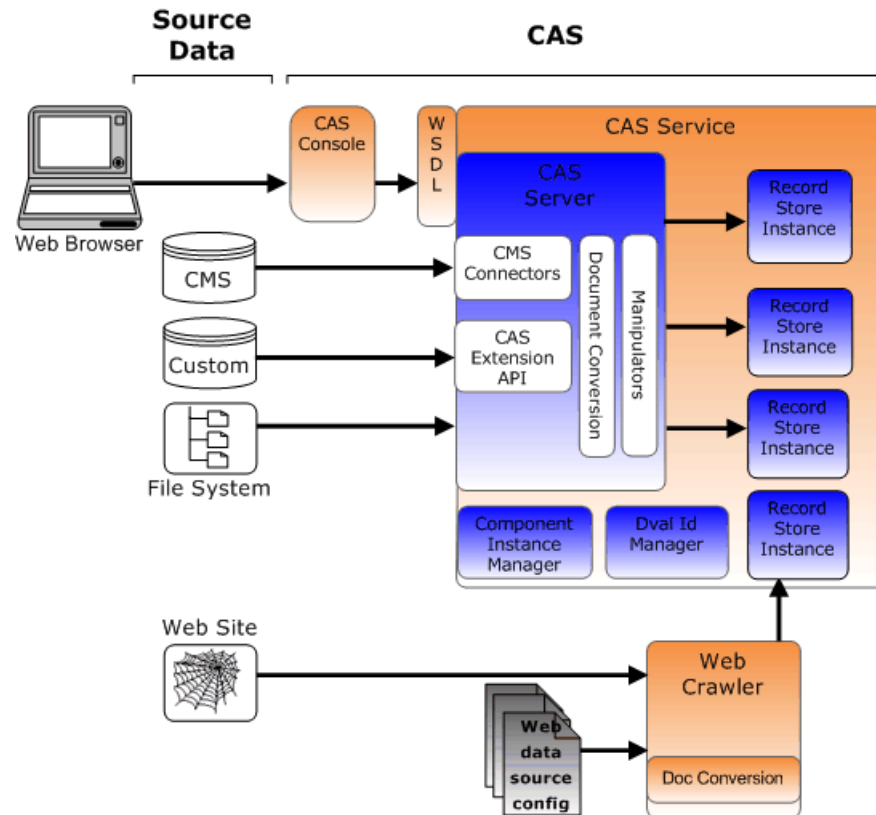 Source
Data
CAS
CAS
Console
W
S
D
L
CAS Service
CAS
Server
Record
Store
Instance
Web Browser
CMS
CMS
Connectors
Document Conversion
Manipulators
Record
Store
Instance
Custom
CAS
Extension
API
Record
Store
Instance
File System
Component
Instance
Manager
Dval Id
Manager
Record
Store
Instance
Web Site
Web
Crawler
Web
data
source
config
Doc Conversion